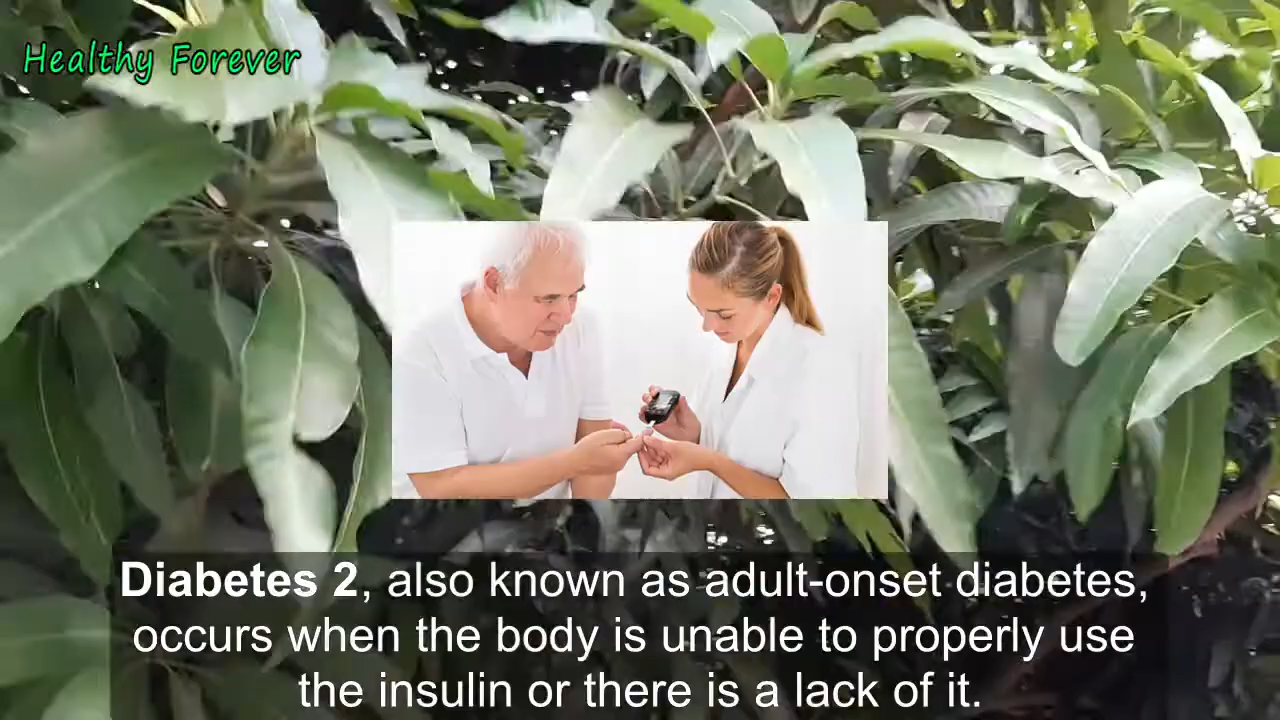 Healthy Forever
Diabetes 2, also known as adult-onset diabetes,
occurs when the body is unable to properly use
the insulin or there is a lack of it.